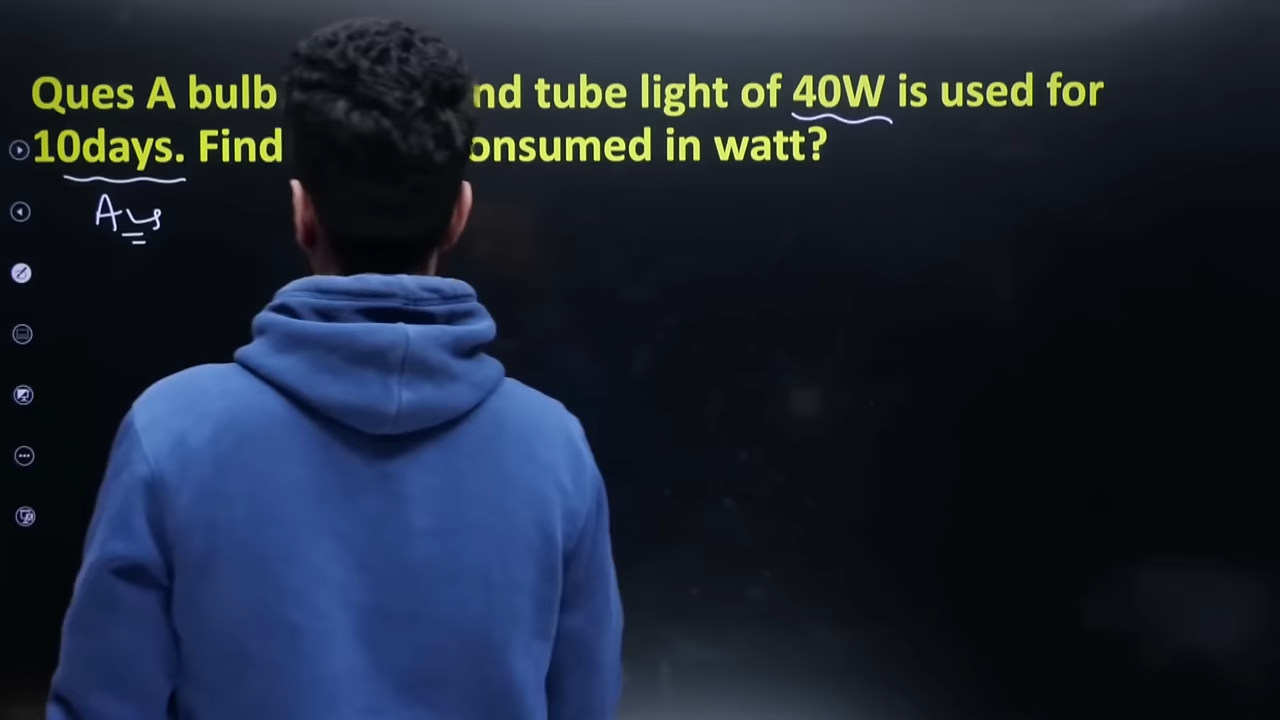 Ques A bulb nd tube light of 40W is used for
10days. Find onsumed in watt?
Ans